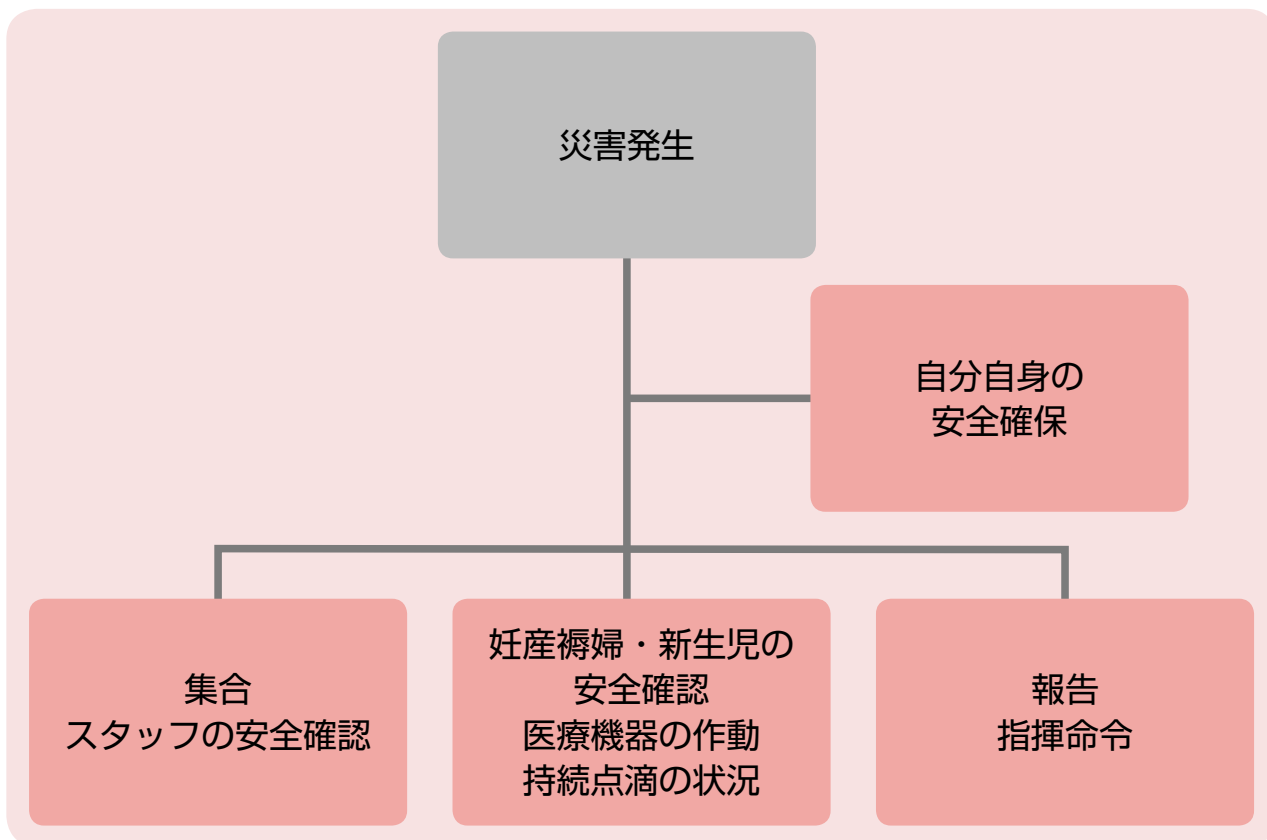 災害発生
自分自身の
安全確保
集合
スタッフの安全確認
妊産褥婦・新生児の
安全確認
医療機器の作動
持続点滴の状況
報告
指揮命令